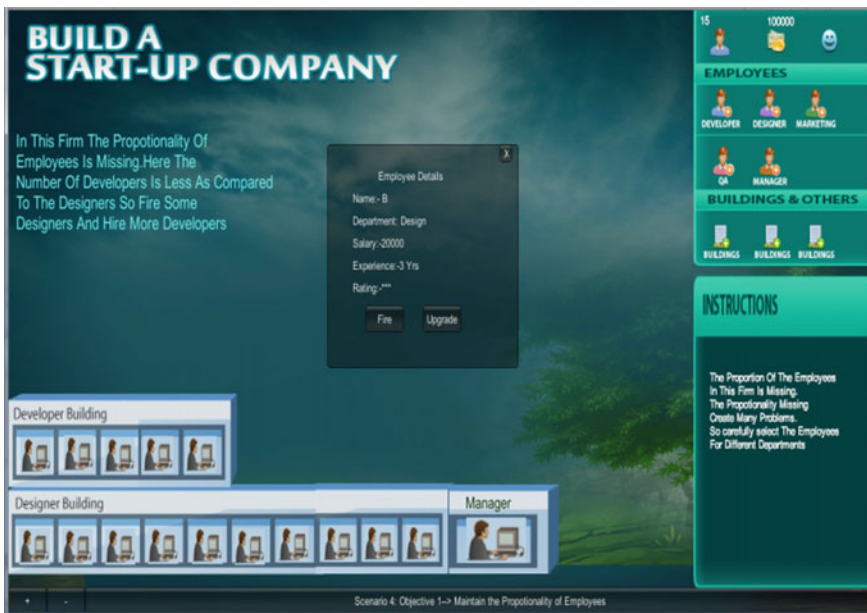 BUILD A
START-UP COMPANY
In This Firm The Propotionality Of
Employees Is Missing.Here The
Number Of Developers Is Less As Compared
To The Designers So Fire Some
Designers And Hire More Developers
X
Employee Details
Name:- B
Department: Design
Salary:-20000
Experience:-3 Yrs
Rating:-***
Fire Upgrade
15 100000
EMPLOYEES
DEVELOPER DESIGNER MARKETING
QA MANAGER
BUILDINGS & OTHERS
BUILDINGS BUILDINGS BUILDINGS
INSTRUCTIONS
The Proportion Of The Employees
In This Firm Is Missing.
The Propotionality Missing
Create Many Problems.
So carefully select The Employees
For Different Departments
Developer Building
Designer Building
Manager
+ -
Scenario 4: Objective 1--> Maintain the Propotionality of Employees